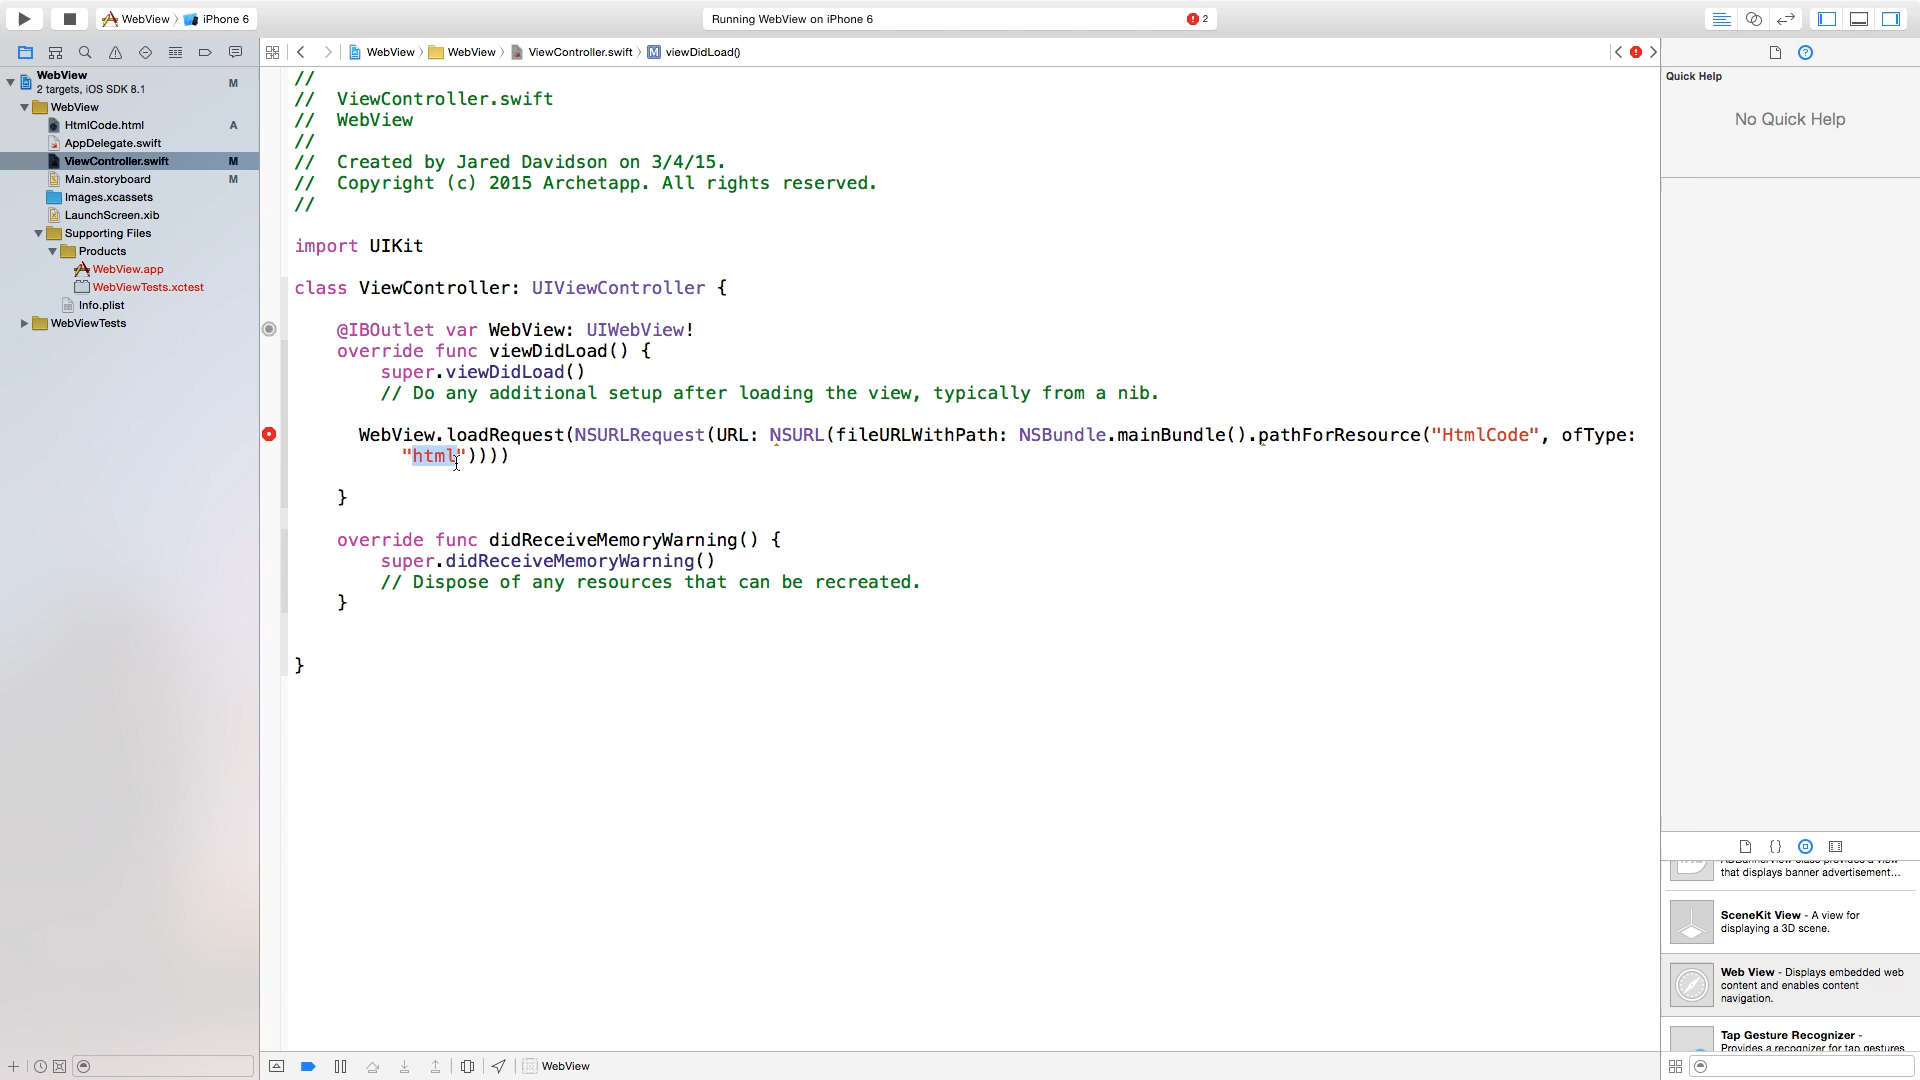 WebView › iPhone 6
Running WebView on iPhone 6
2
WebView › WebView › ViewController.swift › M viewDidLoad()
WebView
2 targets, iOS SDK 8.1
M
WebView
HtmlCode.html A
AppDelegate.swift
ViewController.swift M
Main.storyboard M
Images.xcassets
LaunchScreen.xib
Supporting Files
Products
WebView.app
WebViewTests.xctest
Info.plist
WebViewTests
//
// ViewController.swift
// WebView
//
// Created by Jared Davidson on 3/4/15.
// Copyright (c) 2015 Archetapp. All rights reserved.
//
import UIKit
class ViewController: UIViewController {
@IBOutlet var WebView: UIWebView!
override func viewDidLoad() {
super.viewDidLoad()
// Do any additional setup after loading the view, typically from a nib.
WebView.loadRequest(NSURLRequest(URL: NSURL(fileURLWithPath: NSBundle.mainBundle().pathForResource("HtmlCode", ofType:
"html"))))
}
override func didReceiveMemoryWarning() {
super.didReceiveMemoryWarning()
// Dispose of any resources that can be recreated.
}
}
WebView
Quick Help
No Quick Help
{}
that displays banner advertisement...
SceneKit View - A view for
displaying a 3D scene.
Web View - Displays embedded web
content and enables content
navigation.
Tap Gesture Recognizer -
Provides a recognizer for tap gestures